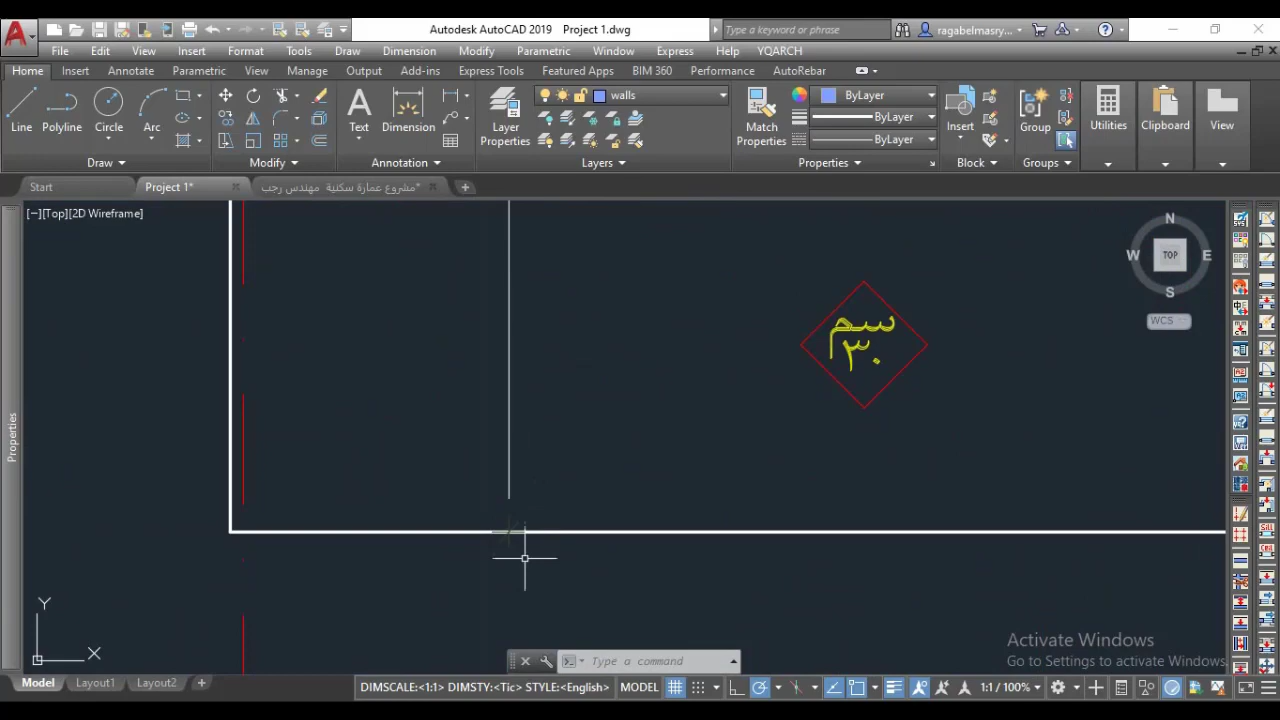 Autodesk AutoCAD 2019 Project 1.dwg
Type a keyword or phrase
ragabelmasry...
File Edit View Insert Format Tools Draw Dimension Modify Parametric Window Express Help YQARCH
Home Insert Annotate Parametric View Manage Output Add-ins Express Tools Featured Apps BIM 360 Performance AutoRebar
Line Polyline Circle Arc
Text Dimension
Layer Properties
walls
Match Properties
ByLayer
ByLayer
ByLayer
Insert
Group
Utilities
Clipboard
View
Draw Modify Annotation Layers Properties Block Groups
Start
Project 1*
مشروع عمارة سكنية مهندس رجب*
[−][Top][2D Wireframe]
N
W TOP E
S
WCS
سم
٣٠
Properties
Y
X
Type a command
Activate Windows
Go to Settings to activate Windows.
Model Layout1 Layout2
DIMSCALE:<1:1> DIMSTY:<Tic> STYLE:<English>
MODEL
1:1 / 100%